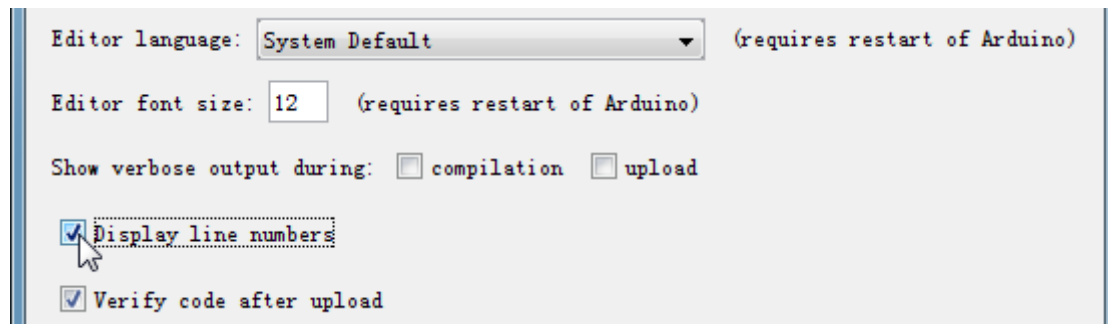 Editor language: System Default (requires restart of Arduino)
Editor font size: 12 (requires restart of Arduino)
Show verbose output during: compilation upload
Display line numbers
Verify code after upload